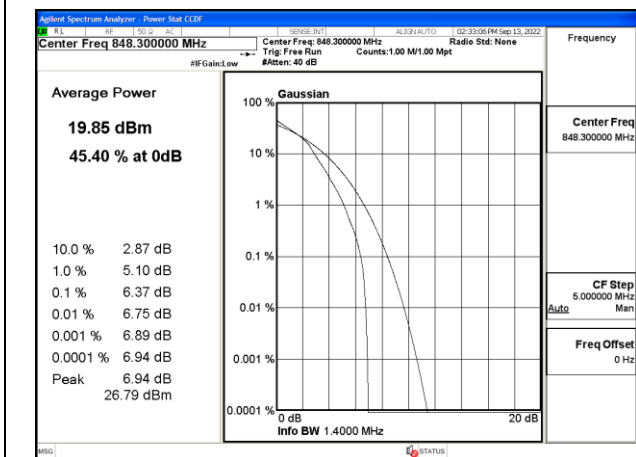 Agilent Spectrum Analyzer - Power Stat CCDF
RL RF 50 Ω AC SENSE:INT ALIGN AUTO 02:33:06 PM Sep 13, 2022
Center Freq 848.300000 MHz Center Freq: 848.300000 MHz Radio Std: None
Trig: Free Run Counts:1.00 M/1.00 Mpt
#IFGain:Low #Atten: 40 dB
Frequency
Average Power
19.85 dBm
45.40 % at 0dB
10.0 % 2.87 dB
1.0 % 5.10 dB
0.1 % 6.37 dB
0.01 % 6.75 dB
0.001 % 6.89 dB
0.0001 % 6.94 dB
Peak 6.94 dB
26.79 dBm
Gaussian
100 %
10 %
1 %
0.1 %
0.01 %
0.001 %
0.0001 %
0 dB 20 dB
Info BW 1.4000 MHz
Center Freq
848.300000 MHz
CF Step
5.000000 MHz
Auto Man
Freq Offset
0 Hz
MSG STATUS